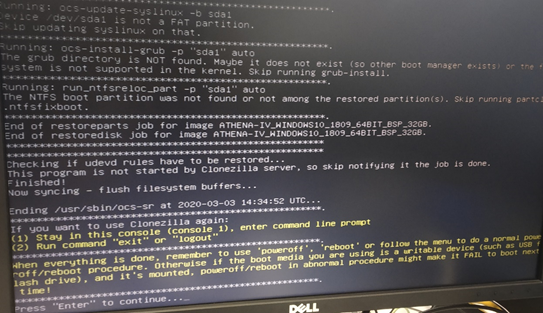 Running: ocs-update-syslinux -b sda1
Device /dev/sda1 is not a FAT partition.
Skip updating syslinux on that.
Running: ocs-install-grub -p "sda1" auto
The grub directory is NOT found. Maybe it does not exist (so other boot manager exists) or the
system is not supported in the kernel. Skip running grub-install.
Running: run_ntfsreloc_part -p "sda1" auto
The NTFS boot partition was not found or not among the restored partition(s). Skip running
.ntfsfixboot.
End of restoreparts job for image ATHENA-IV_WINDOWS10_1809_64BIT_BSP_32GB.
End of restoredisk job for image ATHENA-IV_WINDOWS10_1809_64BIT_BSP_32GB.
Checking if udevd rules have to be restored...
This program is not started by Clonezilla server, so skip notifying it the job is done.
Finished!
Now syncing - flush filesystem buffers...
Ending /usr/sbin/ocs-sr at 2020-03-03 14:34:52 UTC...
If you want to use Clonezilla again:
(1) Stay in this console (console 1), enter command line prompt
(2) Run command "exit" or "logout"
When everything is done, remember to use 'poweroff', 'reboot' or follow the menu to do a normal
roff/reboot procedure. Otherwise if the boot media you are using is a writable device (such as USB
lash drive), and it's mounted, poweroff/reboot in abnormal procedure might make it FAIL to boot next
time!
Press "Enter" to continue..._
DELL